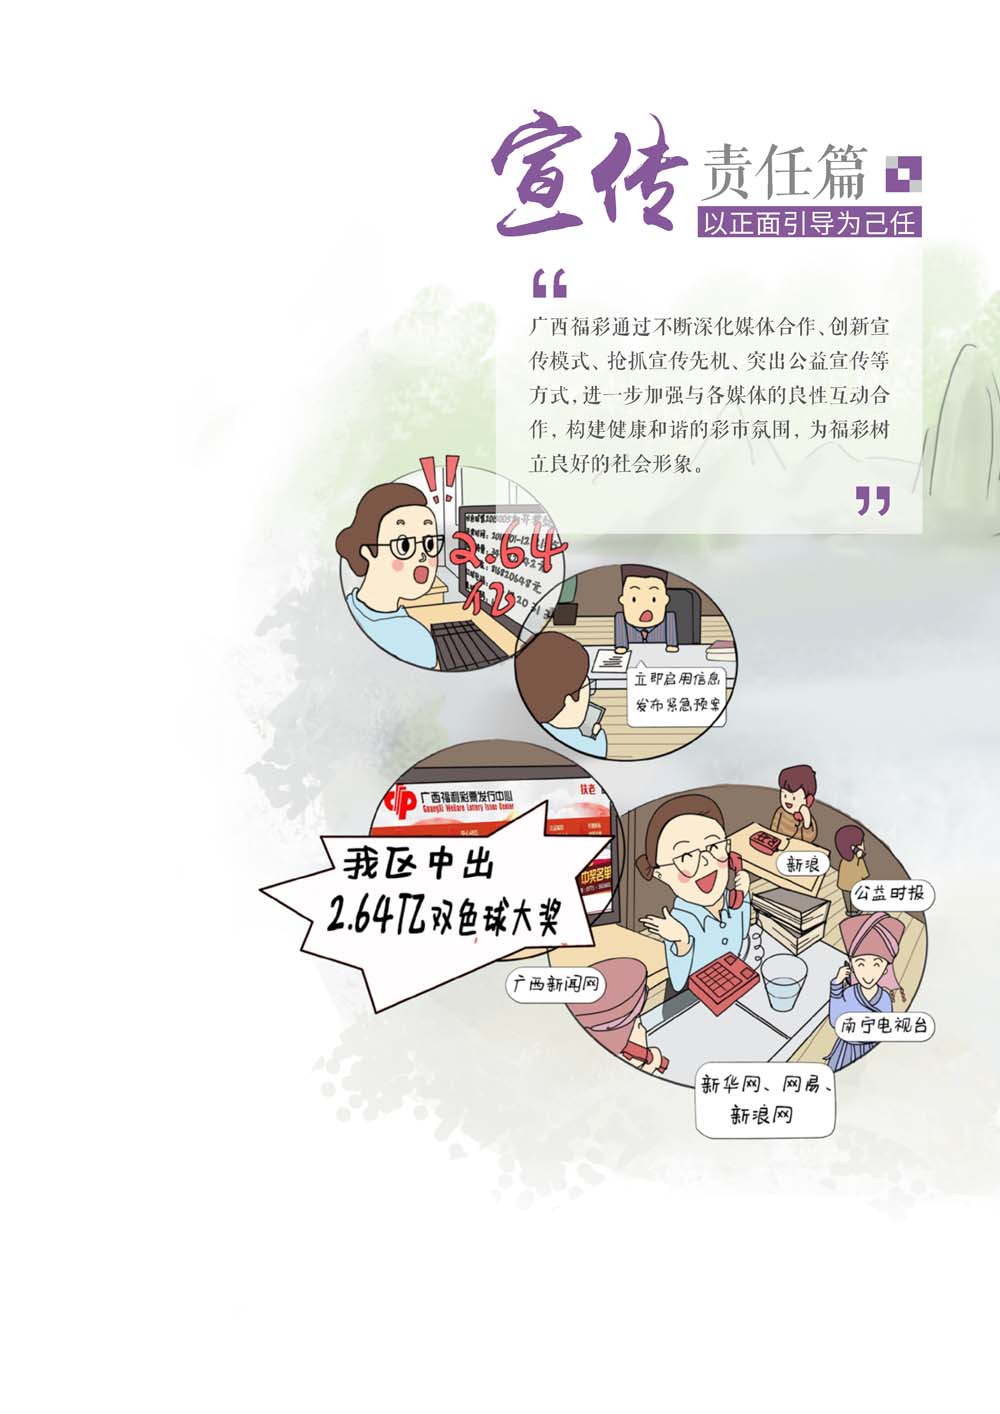 宣传 责任篇
以正面引导为己任
广西福彩通过不断深化媒体合作、创新宣
传模式、抢抓宣传先机、突出公益宣传等
方式，进一步加强与各媒体的良性互动合
作，构建健康和谐的彩市氛围，为福彩树
立良好的社会形象。
2.64
亿
立即启用信息
发布紧急预案
广西福利彩票发行中心
GuangXi Welfare Lottery Issue Center
扶老
中奖名单
我区中出
2.64亿双色球大奖
新浪
公益时报
广西新闻网
南宁电视台
新华网、网易、
新浪网